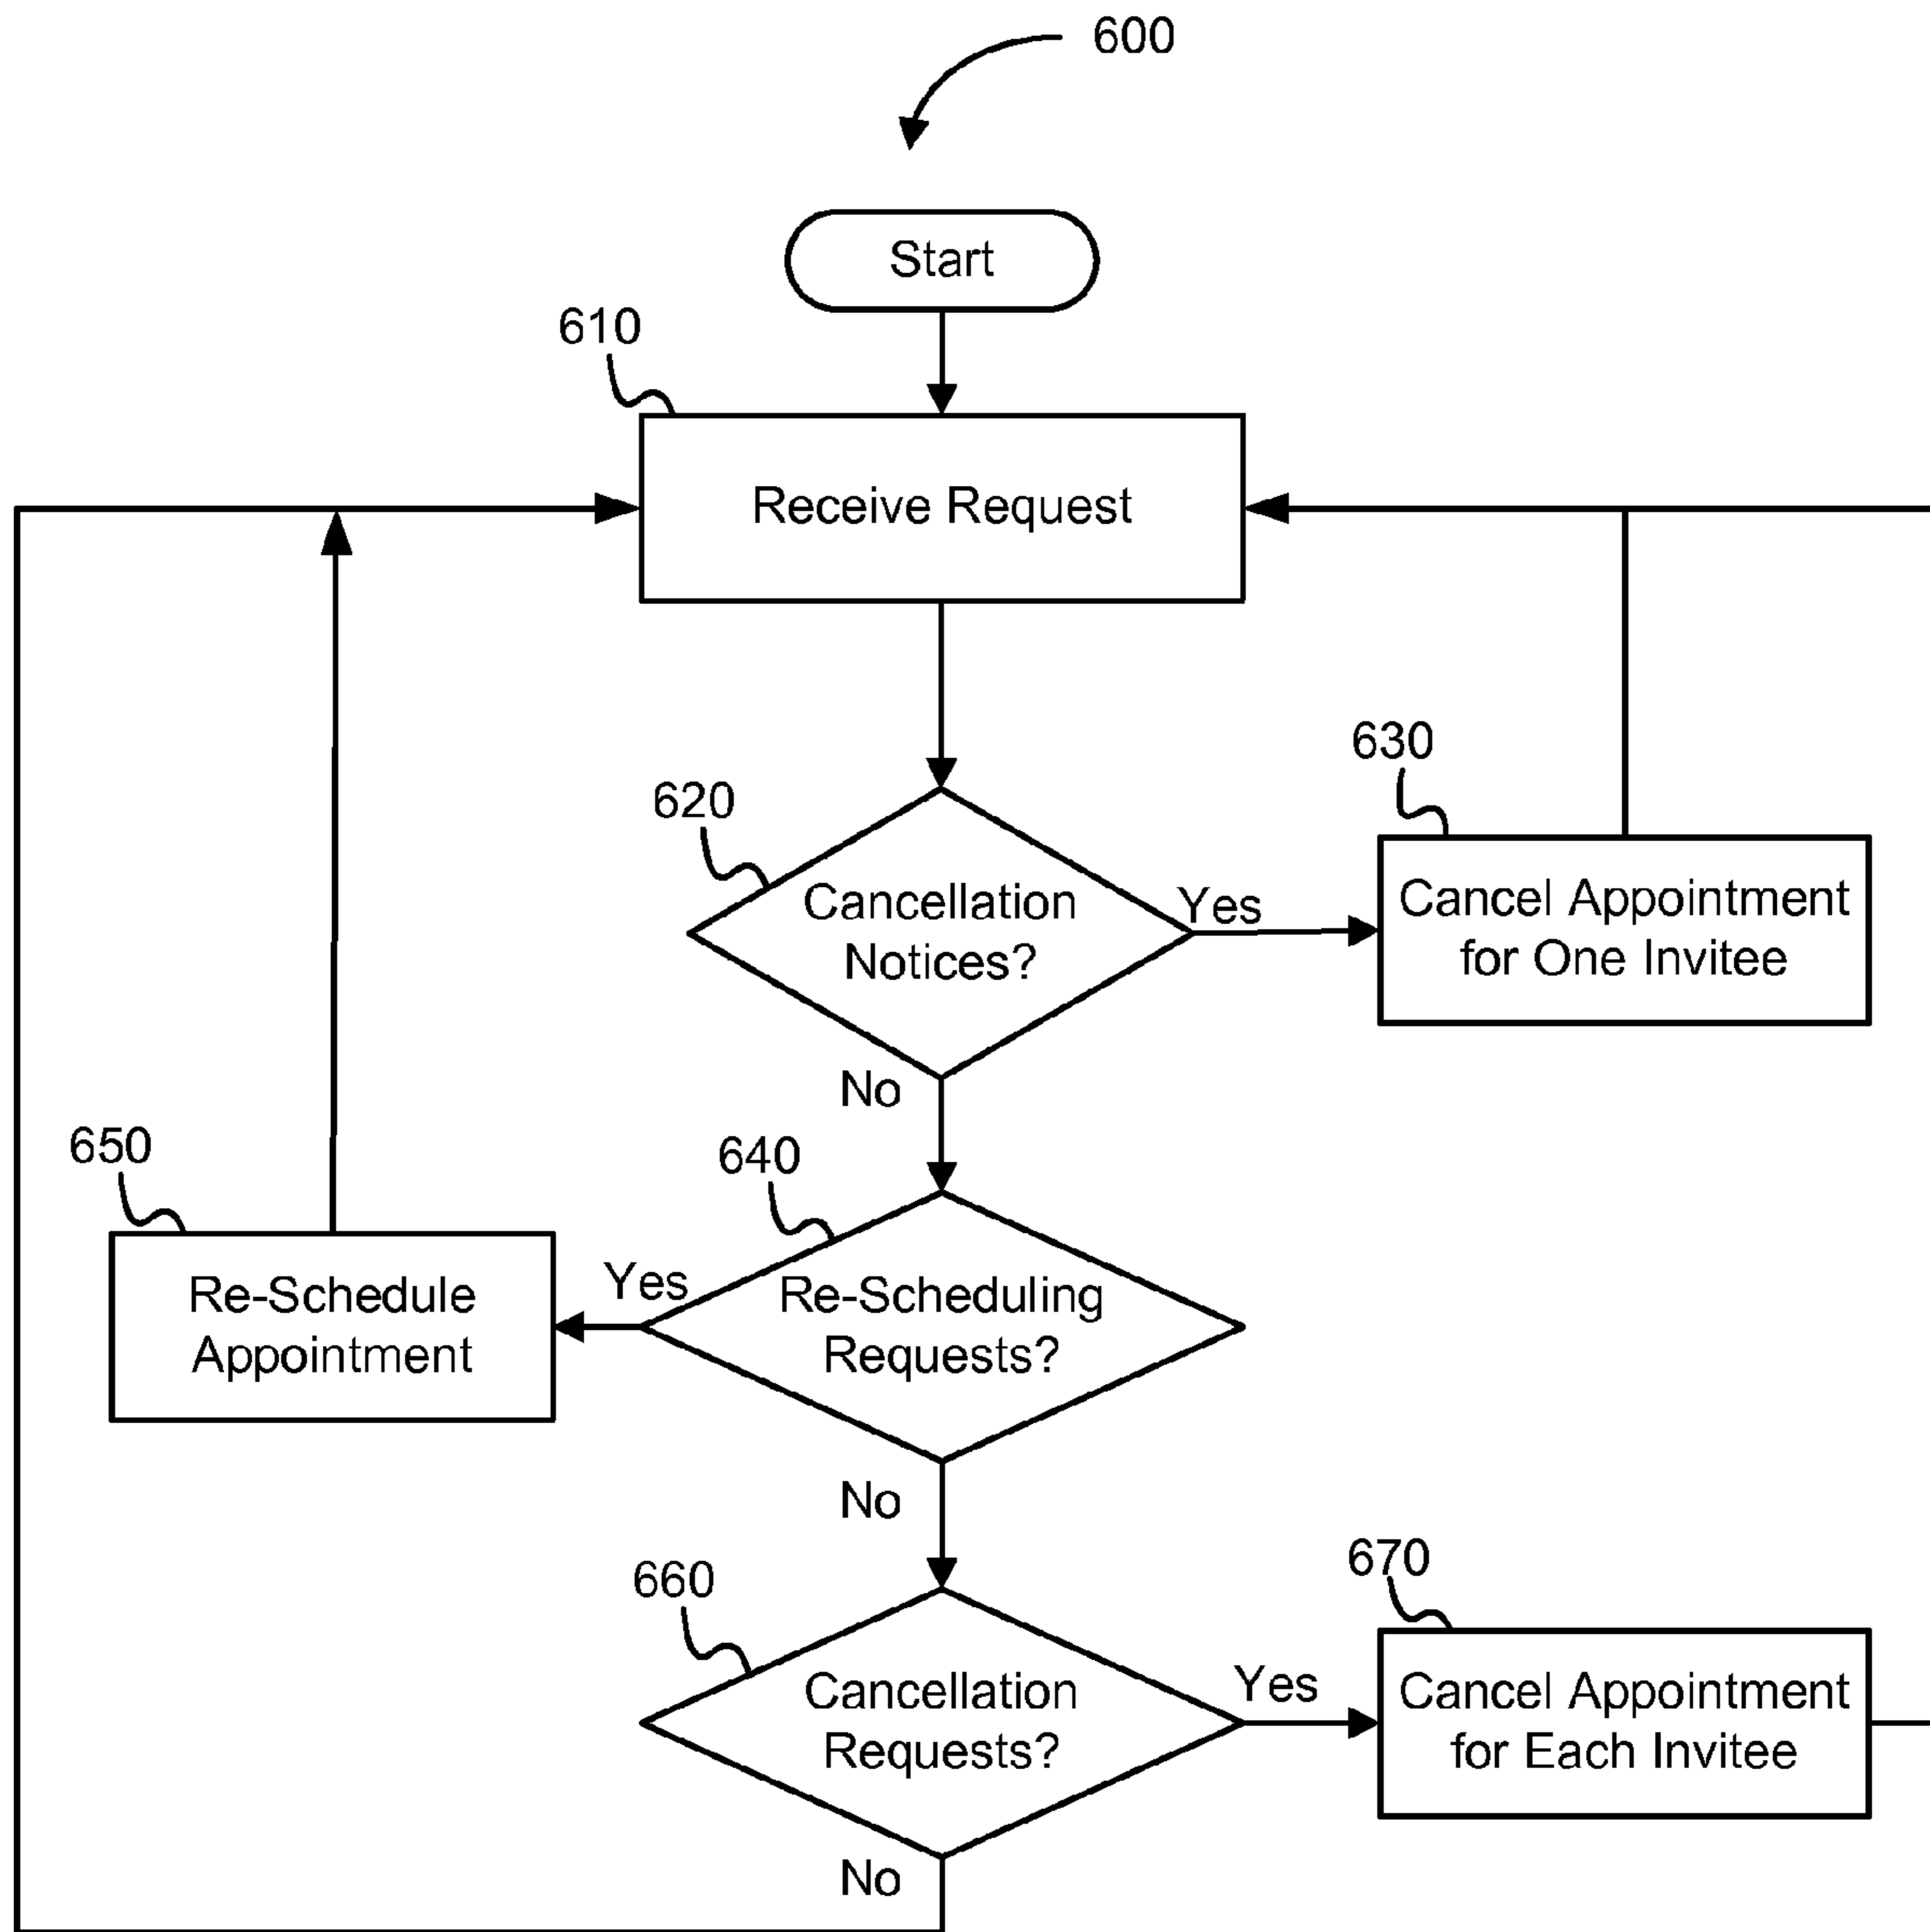 600
Start
610
Receive Request
630
620
Cancellation
Notices?
Yes
Cancel Appointment
for One Invitee
No
650
640
Re-Schedule
Appointment
Yes
Re-Scheduling
Requests?
No
670
660
Cancellation
Requests?
Yes
Cancel Appointment
for Each Invitee
No